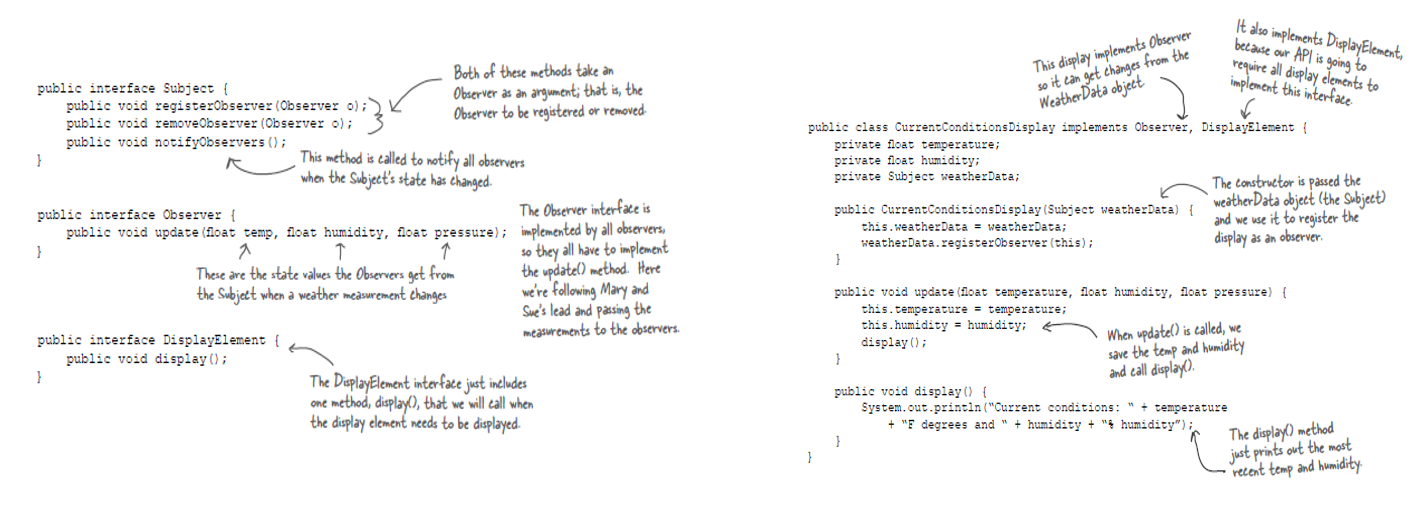 public interface Subject {
public void registerObserver(Observer o);
public void removeObserver(Observer o);
public void notifyObservers();
}
Both of these methods take an
Observer as an argument; that is, the
Observer to be registered or removed.
This method is called to notify all observers
when the Subject's state has changed.
public interface Observer {
public void update(float temp, float humidity, float pressure);
}
These are the state values the Observers get from
the Subject when a weather measurement changes
The Observer interface is
implemented by all observers,
so they all have to implement
the update() method. Here
we're following Mary and
Sue's lead and passing the
measurements to the observers.
public interface DisplayElement {
public void display();
}
The DisplayElement interface just includes
one method, display(), that we will call when
the display element needs to be displayed.
This display implements Observer
so it can get changes from the
WeatherData object
It also implements DisplayElement,
because our API is going to
require all display elements to
implement this interface.
public class CurrentConditionsDisplay implements Observer, DisplayElement {
private float temperature;
private float humidity;
private Subject weatherData;
public CurrentConditionsDisplay(Subject weatherData) {
this.weatherData = weatherData;
weatherData.registerObserver(this);
}
The constructor is passed the
weatherData object (the Subject)
and we use it to register the
display as an observer.
public void update(float temperature, float humidity, float pressure) {
this.temperature = temperature;
this.humidity = humidity;
display();
}
When update() is called, we
save the temp and humidity
and call display().
public void display() {
System.out.println("Current conditions: " + temperature
+ "F degrees and " + humidity + "% humidity");
}
}
The display() method
just prints out the most
recent temp and humidity.